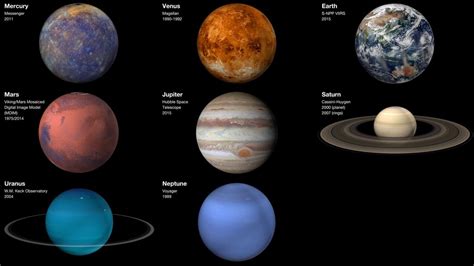 Mercury
Messenger
2011
Venus
Magellan
1990-1992
Earth
S-NPP VIIRS
2015
Mars
Viking/Mars Mosaiced
Digital Image Model
(MDIM)
1975/2014
Jupiter
Hubble Space
Telescope
2015
Saturn
Cassini-Huygen
2000 (planet)
2007 (rings)
Uranus
W.M. Keck Observatory
2004
Neptune
Voyager
1989